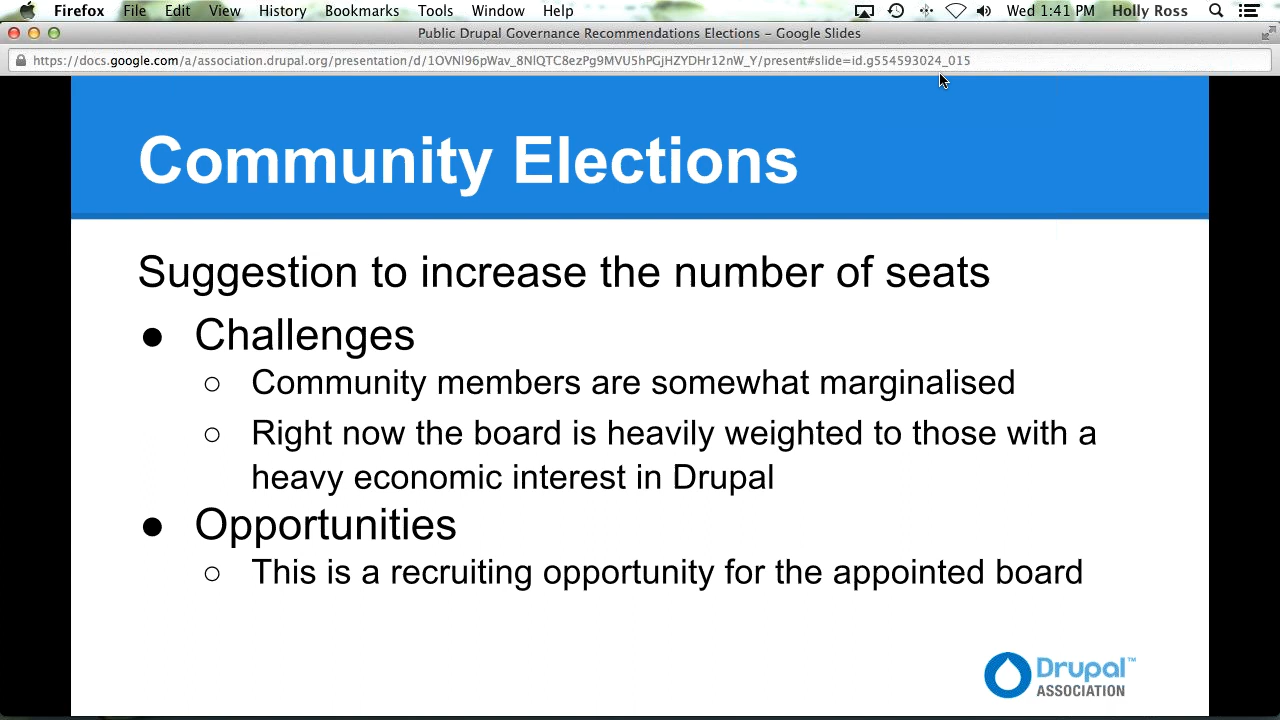 Firefox File Edit View History Bookmarks Tools Window Help Wed 1:41 PM Holly Ross
Public Drupal Governance Recommendations Elections – Google Slides
https://docs.google.com/a/association.drupal.org/presentation/d/1OVNl96pWav_8NlQTC8ezPg9MVU5hPGjHZYDHr12nW_Y/present#slide=id.g554593024_015
Community Elections
Suggestion to increase the number of seats
● Challenges
○ Community members are somewhat marginalised
○ Right now the board is heavily weighted to those with a
heavy economic interest in Drupal
● Opportunities
○ This is a recruiting opportunity for the appointed board
Drupal™
ASSOCIATION